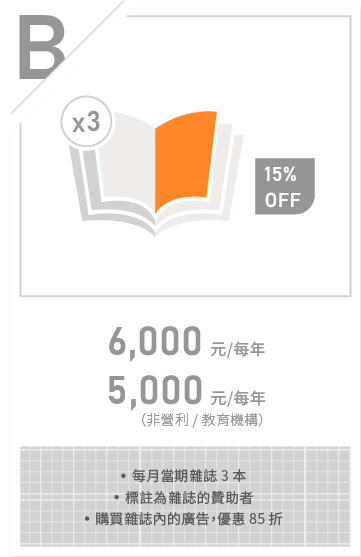 B
x3
15%
OFF
6,000 元/每年
5,000 元/每年
（非營利 / 教育機構）
• 每月當期雜誌 3 本
• 標註為雜誌的贊助者
• 購買雜誌內的廣告，優惠 85 折